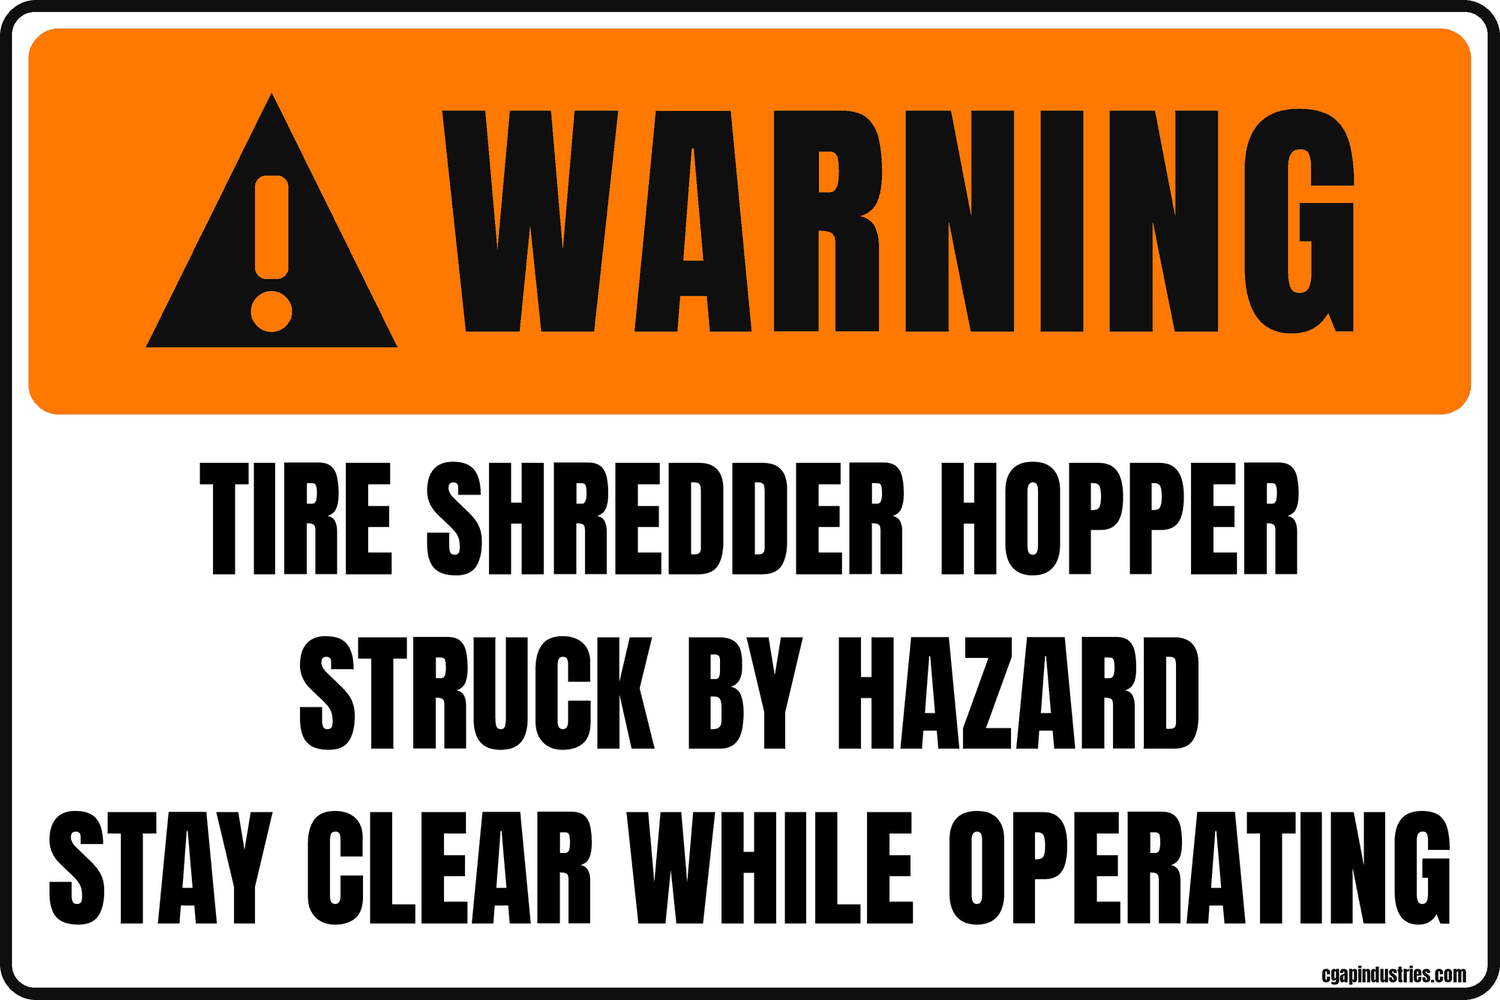 WARNING
TIRE SHREDDER HOPPER
STRUCK BY HAZARD
STAY CLEAR WHILE OPERATING
cgapindustries.com